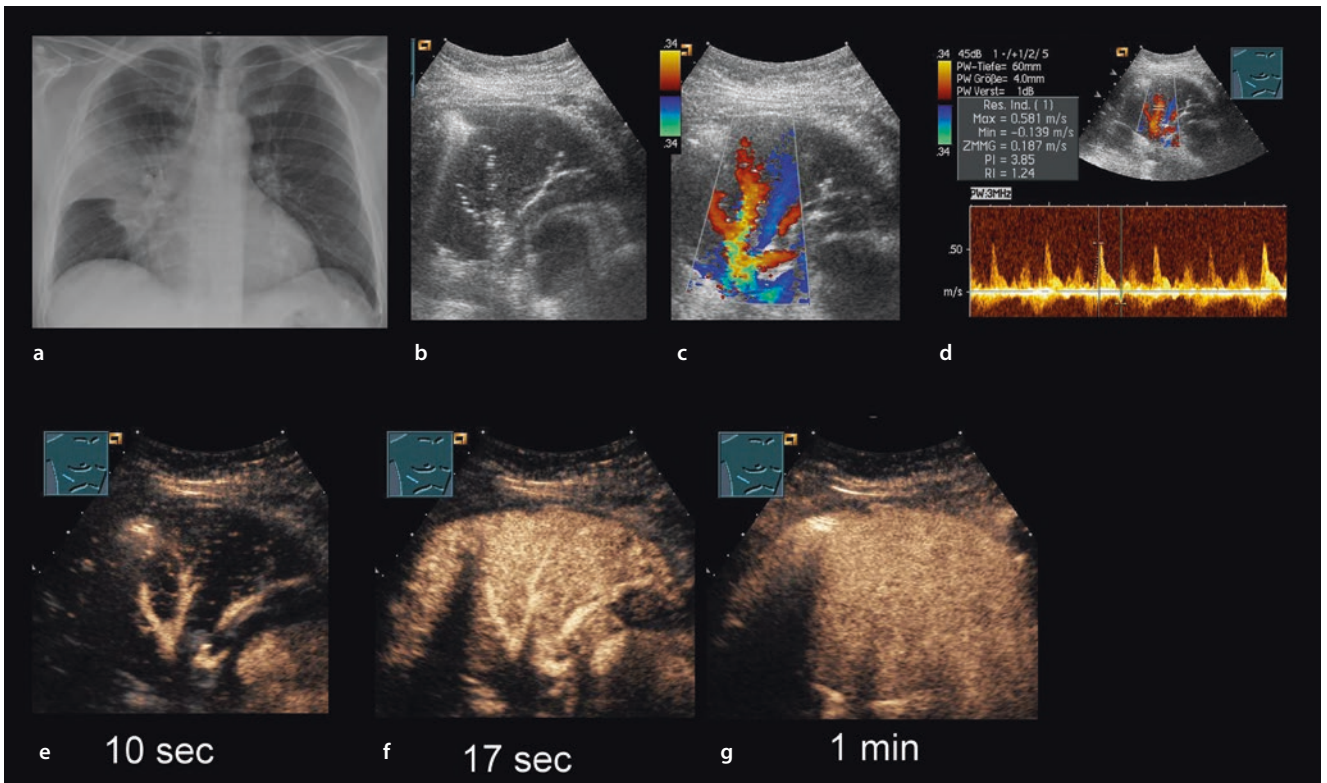 .34
.34
.34
.34
45dB 1 -/+1/2/ 5
PW-Tiefe= 60mm
PW Größe= 4.0mm
PW Verst= 1dB
Res. Ind. ( 1 )
Max = 0.581 m/s
Min = -0.139 m/s
ZMMG = 0.187 m/s
PI = 3.85
RI = 1.24
PW:3MHz
.50
m/s
a
b
c
d
e 10 sec
f 17 sec
g 1 min